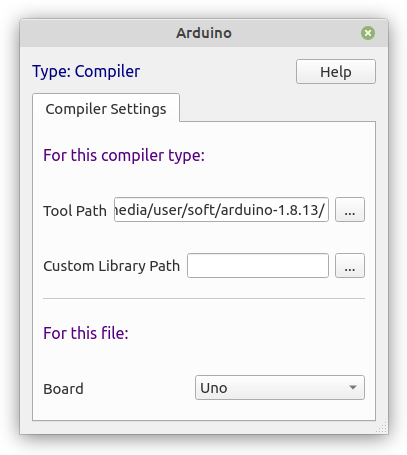 Arduino
Type: Compiler
Help
Compiler Settings
For this compiler type:
Tool Path
nedia/user/soft/arduino-1.8.13/
...
Custom Library Path
...
For this file:
Board
Uno